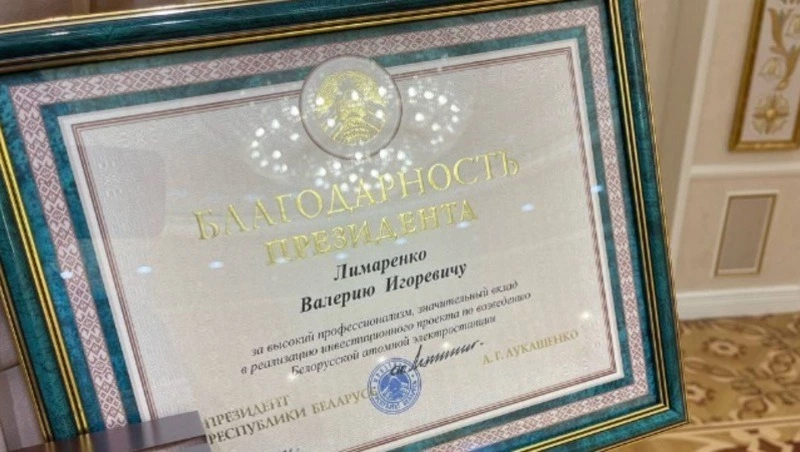 БЛАГОДАРНОСТЬ
ПРЕЗИДЕНТА
Лимаренко
Валерию Игоревичу
за высокий профессионализм, значительный вклад
в реализацию инвестиционного проекта по возведению
Белорусской атомной электростанции
ПРЕЗИДЕНТ
РЕСПУБЛИКИ БЕЛАРУСЬ
А. Г. ЛУКАШЕНКО